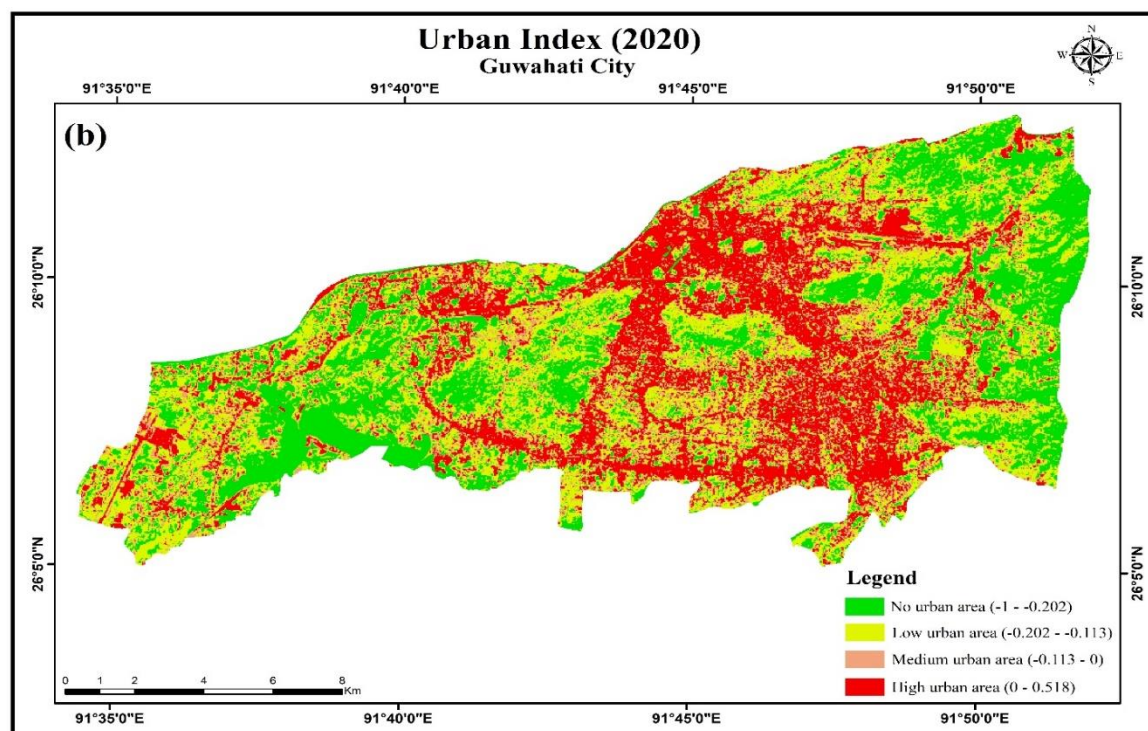 Urban Index (2020)
Guwahati City
N
W E
S
91°35'0"E 91°40'0"E 91°45'0"E 91°50'0"E
(b)
26°10'0"N 26°10'0"N
26°5'0"N 26°5'0"N
Legend
No urban area (-1 - -0.202)
Low urban area (-0.202 - -0.113)
Medium urban area (-0.113 - 0)
High urban area (0 - 0.518)
0 1 2 4 6 8
Km
91°35'0"E 91°40'0"E 91°45'0"E 91°50'0"E